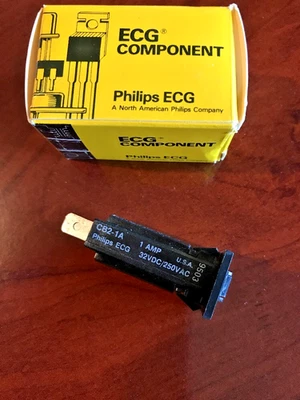 ECG®
COMPONENT
Philips ECG
A North American Philips Company
ECG®
COMPONENT
Philips ECG
CB2-1A
Philips ECG
1 AMP
32VDC/250VAC
U.S.A.
9503